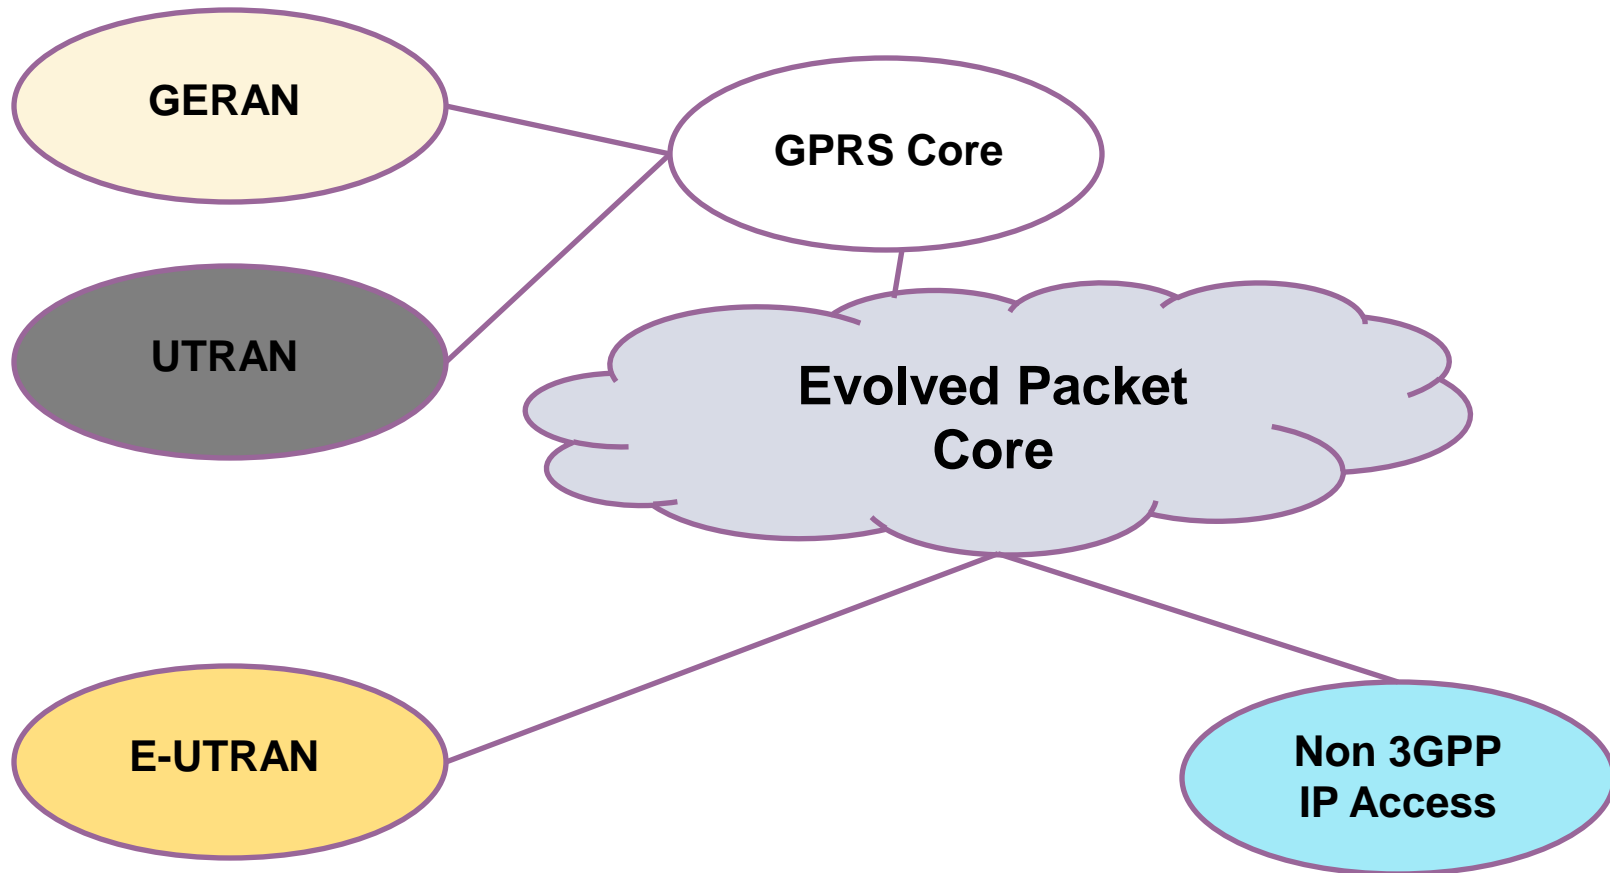 GERAN
GPRS Core
UTRAN
Evolved Packet
Core
E-UTRAN
Non 3GPP
IP Access